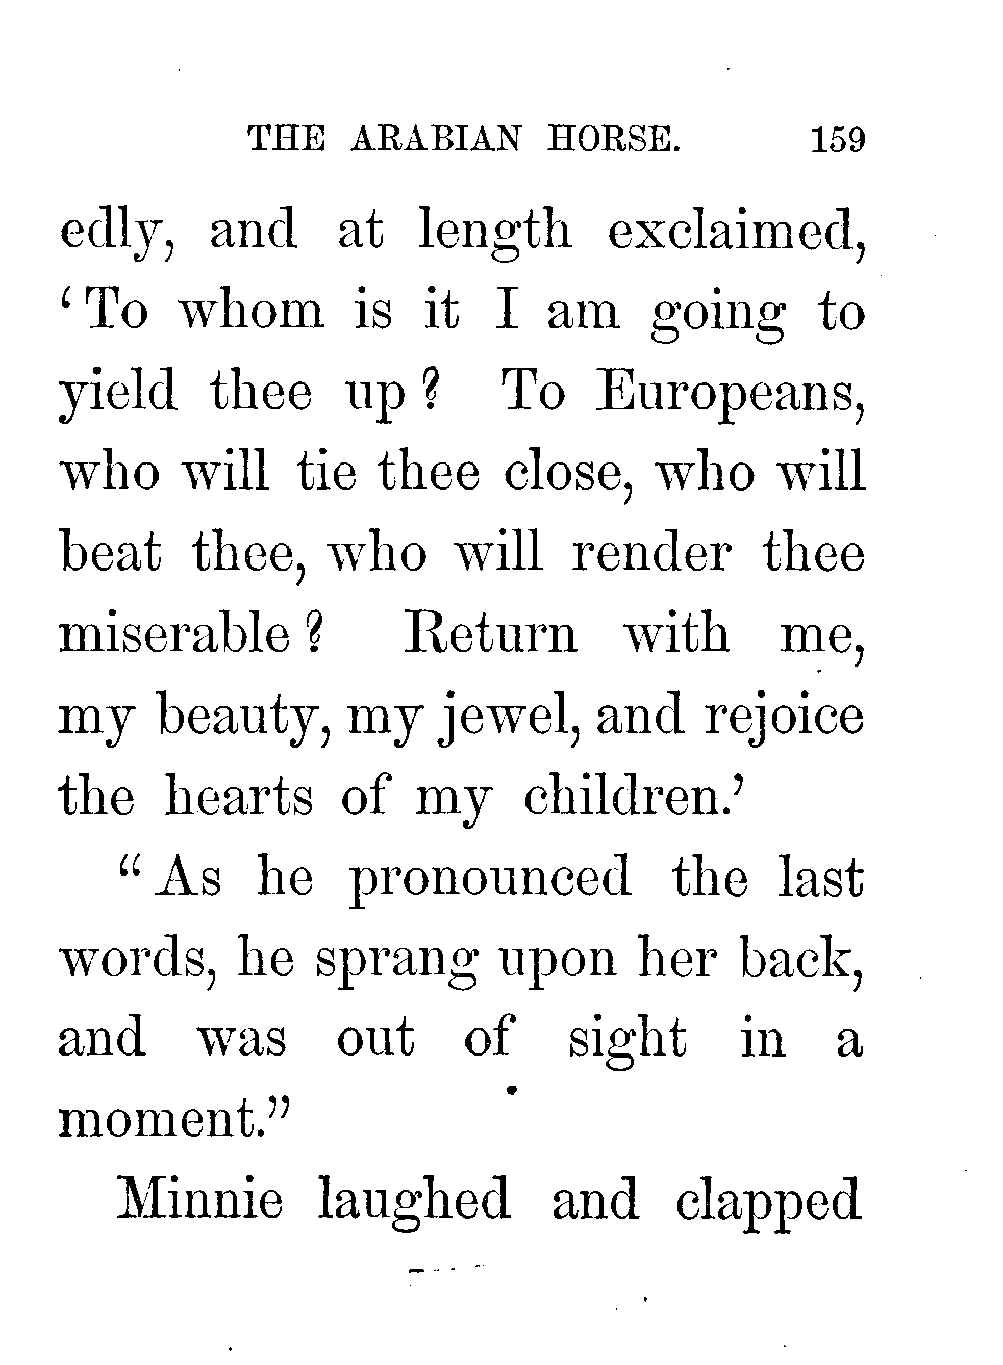 THE ARABIAN HORSE. 159
edly, and at length exclaimed,
‘To whom is it I am going to
yield thee up? To Europeans,
who will tie thee close, who will
beat thee, who will render thee
miserable? Return with me,
my beauty, my jewel, and rejoice
the hearts of my children.’
“As he pronounced the last
words, he sprang upon her back,
and was out of sight in a
moment.”
Minnie laughed and clapped